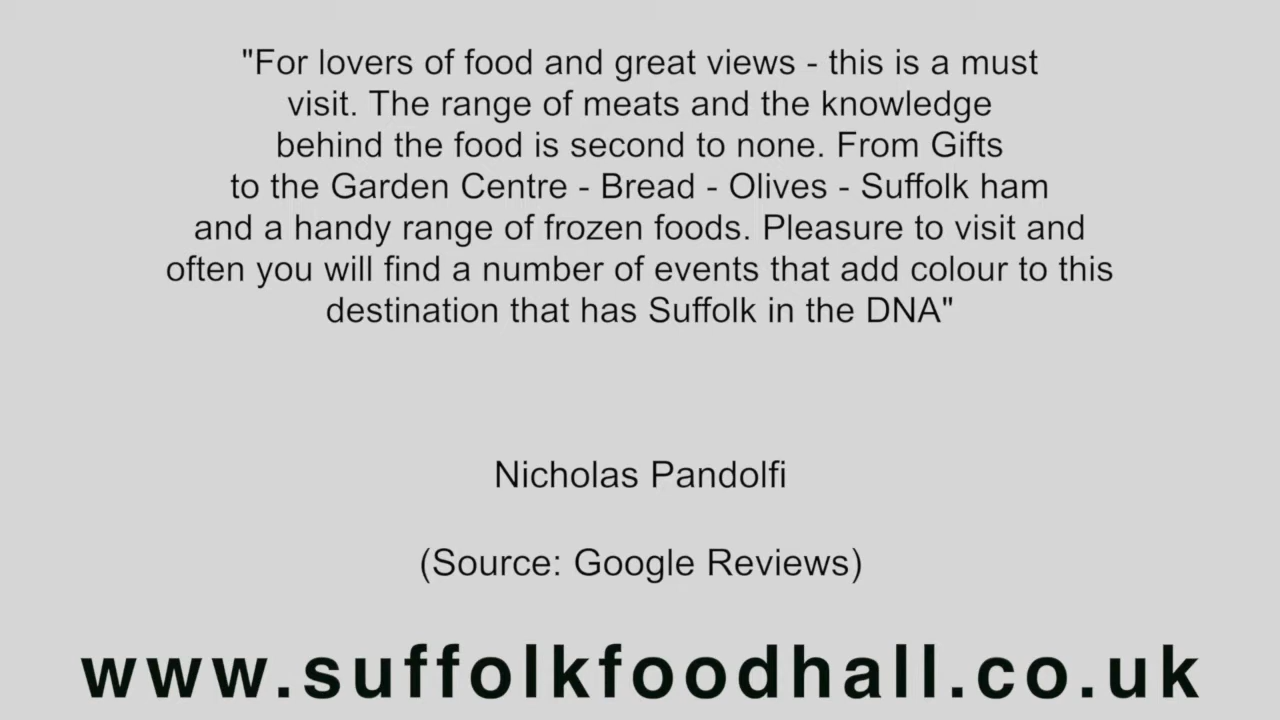 "For lovers of food and great views - this is a must
visit. The range of meats and the knowledge
behind the food is second to none. From Gifts
to the Garden Centre - Bread - Olives - Suffolk ham
and a handy range of frozen foods. Pleasure to visit and
often you will find a number of events that add colour to this
destination that has Suffolk in the DNA"
Nicholas Pandolfi
(Source: Google Reviews)
www.suffolkfoodhall.co.uk